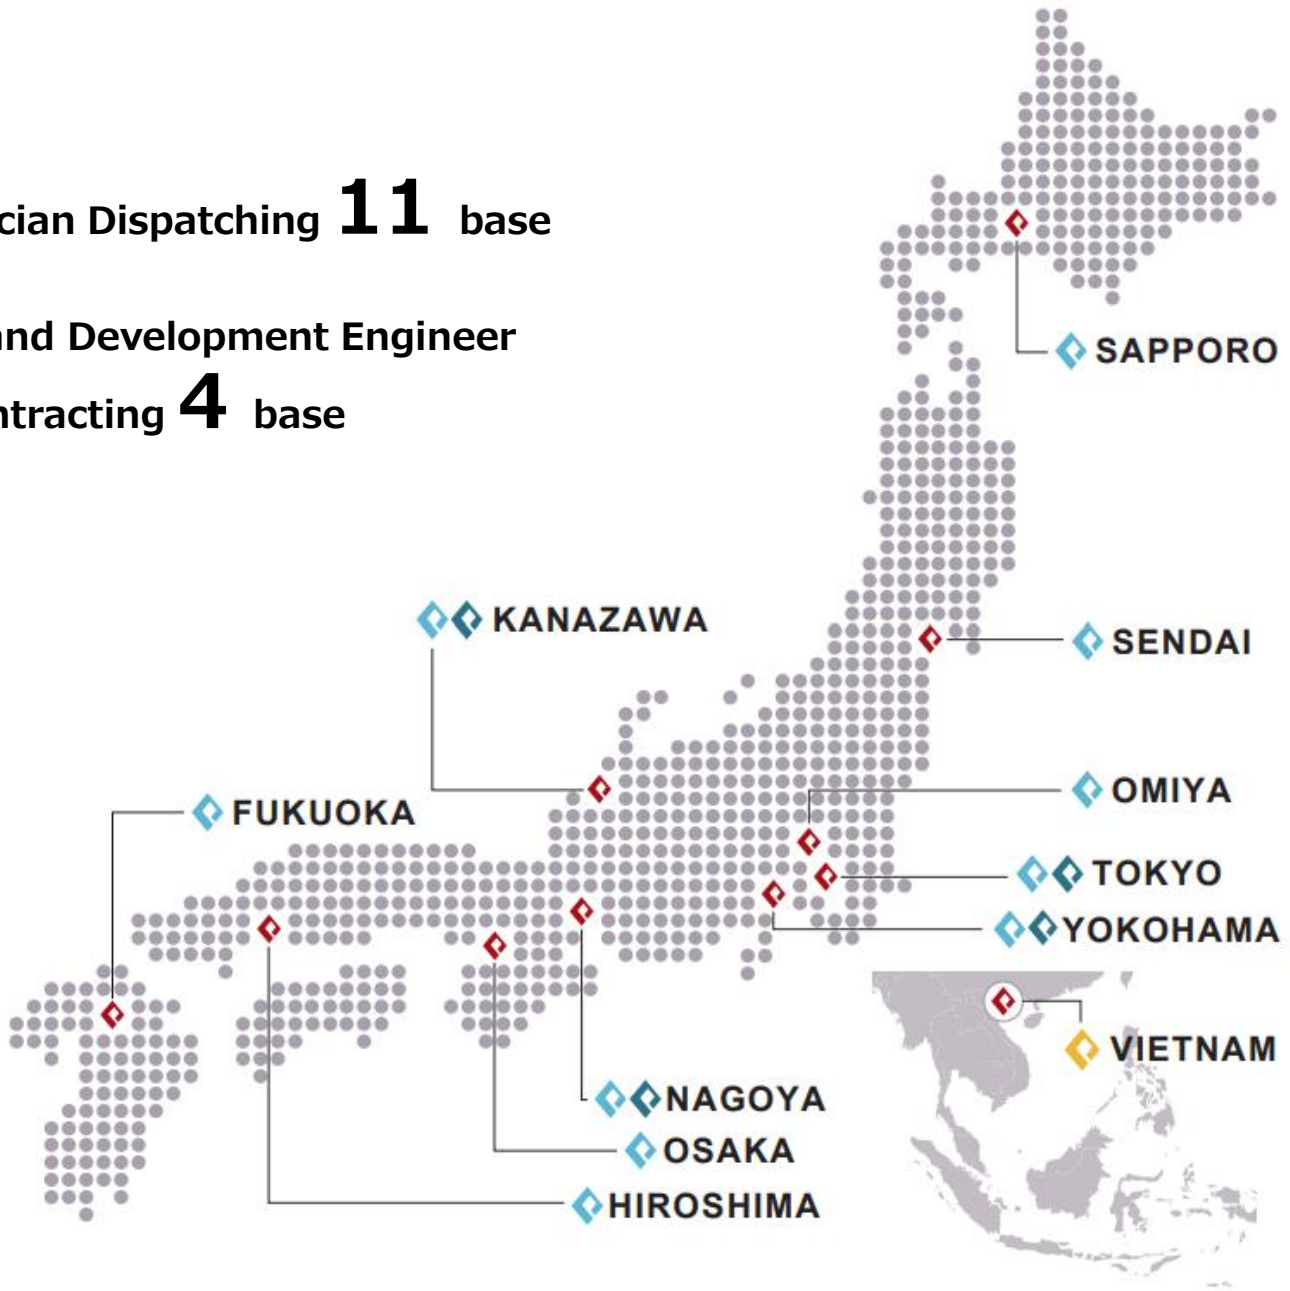 cian Dispatching 11 base
and Development Engineer
ntracting 4 base
SAPPORO
KANAZAWA
SENDAI
OMIYA
FUKUOKA
TOKYO
YOKOHAMA
VIETNAM
NAGOYA
OSAKA
HIROSHIMA